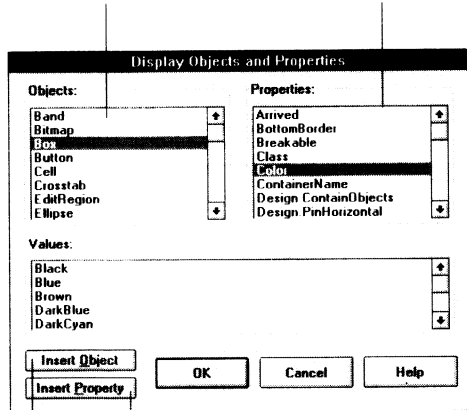 Display Objects and Properties
Objects:
Band
Bitmap
Box
Button
Cell
Crosstab
EditRegion
Ellipse
Properties:
Arrived
BottomBorder
Breakable
Class
Color
ContainerName
Design.ContainObjects
Design.PinHorizontal
Values:
Black
Blue
Brown
DarkBlue
DarkCyan
Insert Object
Insert Property
OK
Cancel
Help